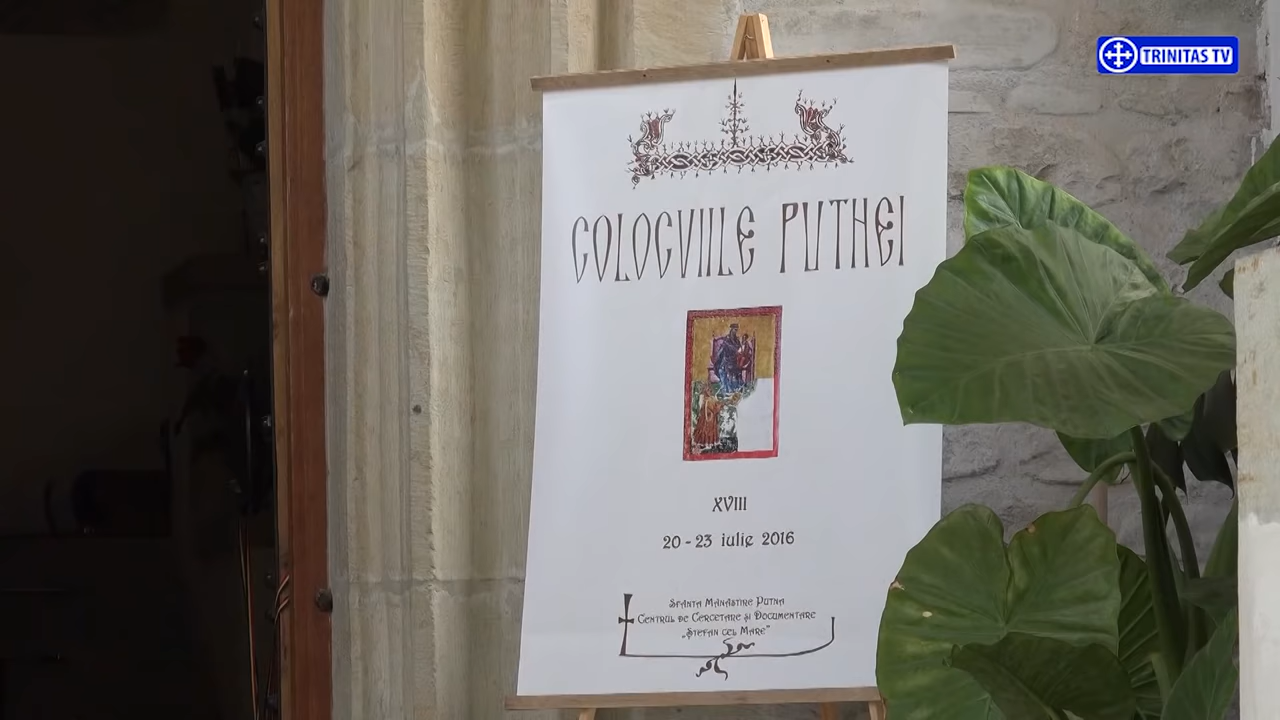 TRINITAS TV
COLOCVIILE PUTNEI
XVIII
20 - 23 iulie 2016
Sfânta Mănăstire Putna
Centrul de Cercetare și Documentare
„Ștefan cel Mare”